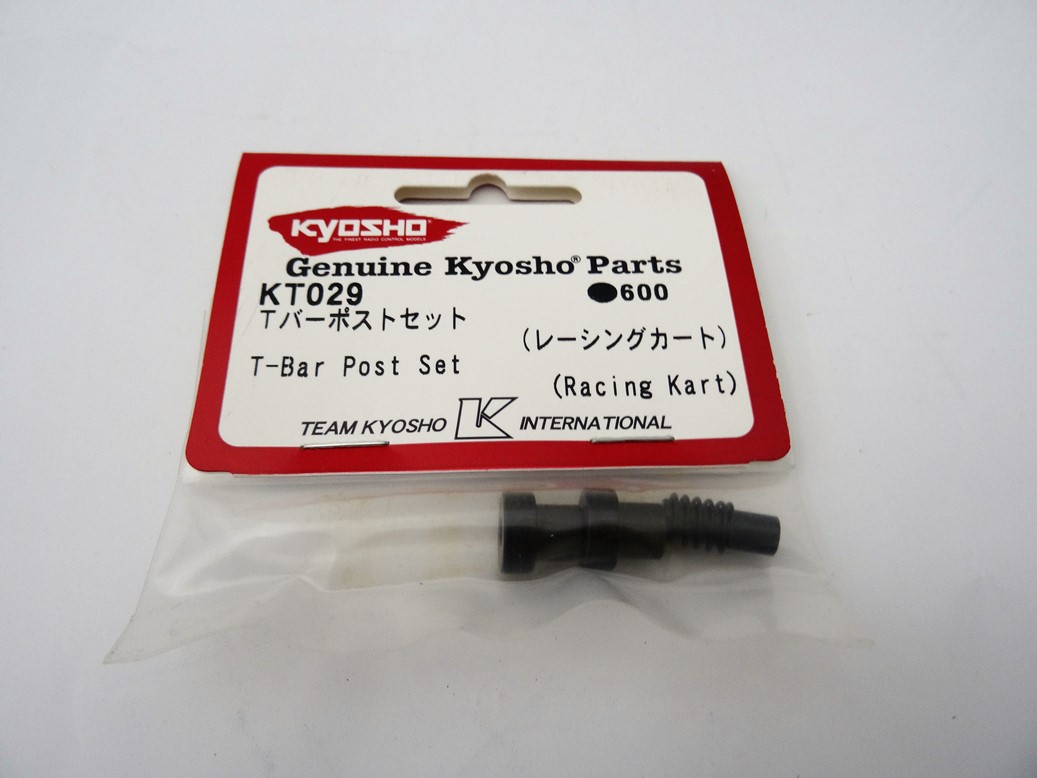 KYOSHO
THE FINEST RADIO CONTROL MODELS
Genuine Kyosho® Parts
KT029 ●600
Tバーポストセット
(レーシングカート)
T-Bar Post Set
(Racing Kart)
TEAM KYOSHO K INTERNATIONAL